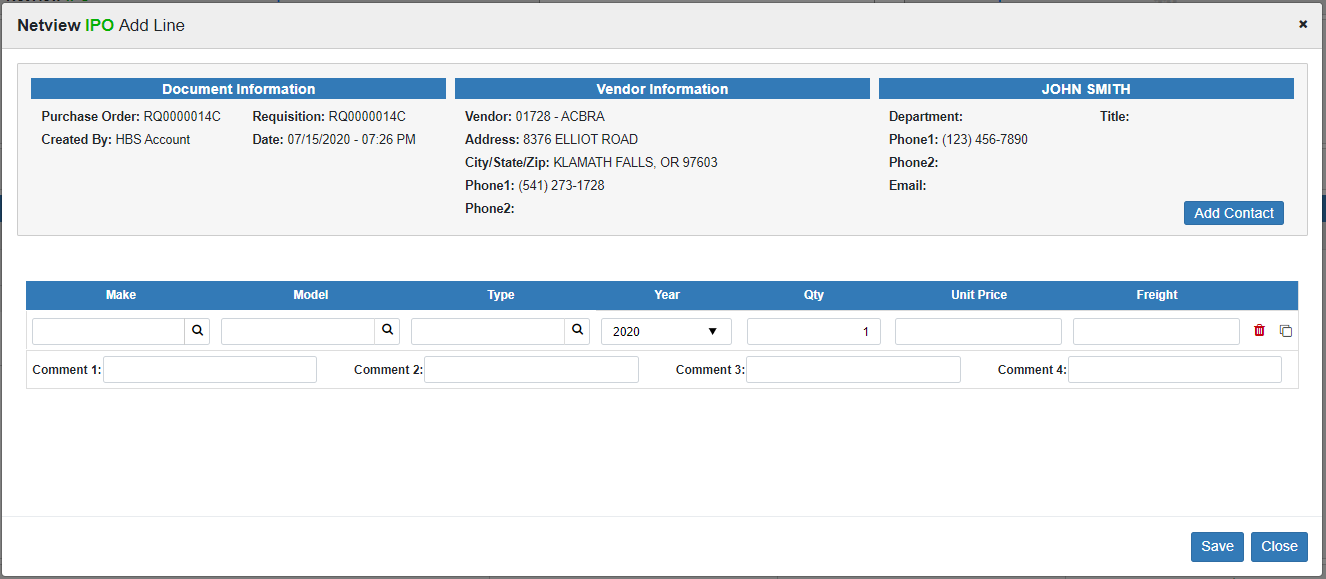 Netview IPO Add Line
×
Document Information
Purchase Order: RQ0000014C Requisition: RQ0000014C
Created By: HBS Account Date: 07/15/2020 - 07:26 PM
Vendor Information
Vendor: 01728 - ACBRA
Address: 8376 ELLIOT ROAD
City/State/Zip: KLAMATH FALLS, OR 97603
Phone1: (541) 273-1728
Phone2:
JOHN SMITH
Department: Title:
Phone1: (123) 456-7890
Phone2:
Email:
Add Contact
Make Model Type Year Qty Unit Price Freight
2020 1
Comment 1: Comment 2: Comment 3: Comment 4:
Save Close